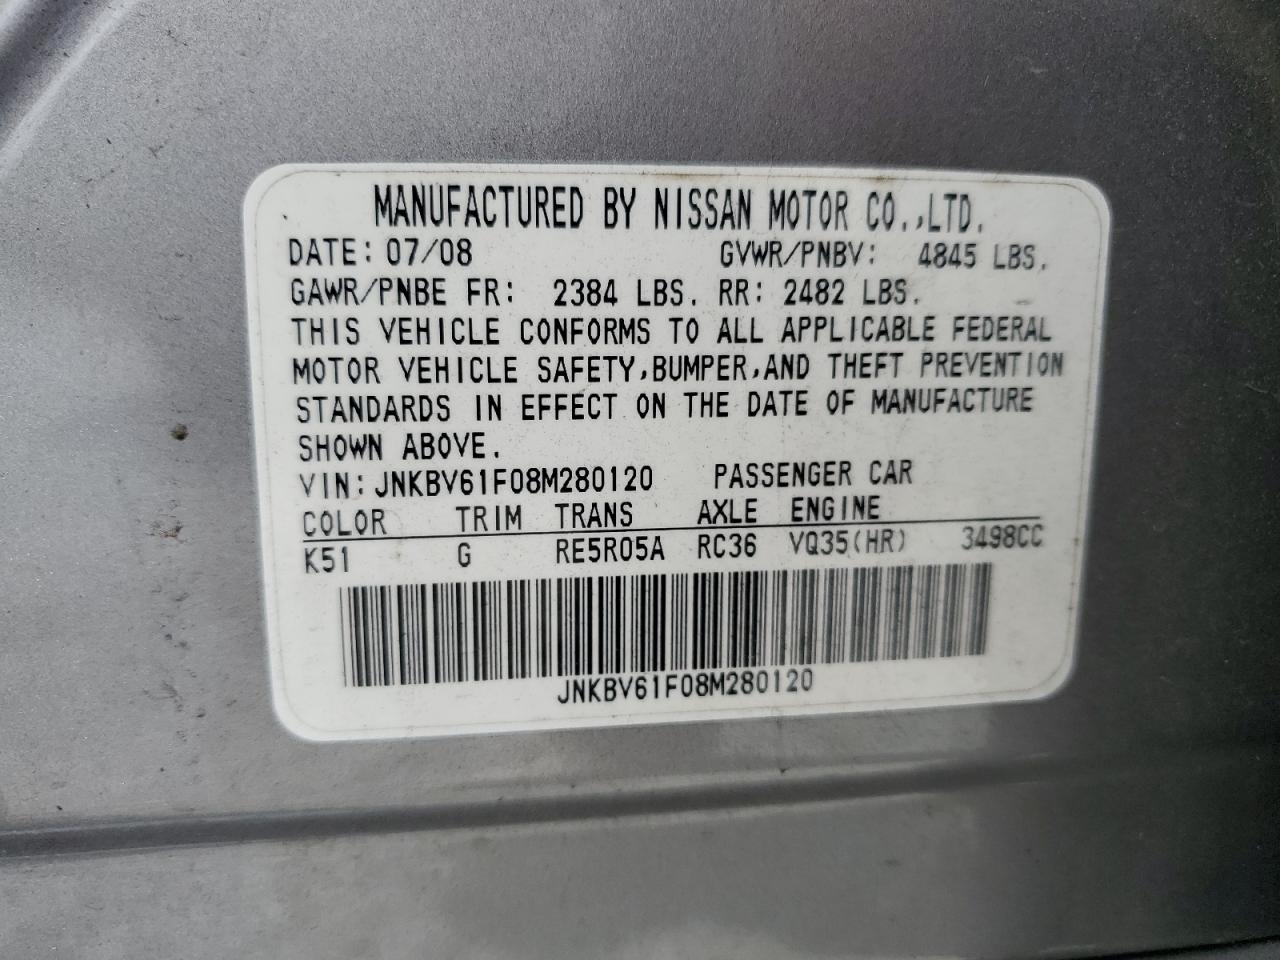 MANUFACTURED BY NISSAN MOTOR CO.,LTD.
DATE: 07/08 GVWR/PNBV: 4845 LBS.
GAWR/PNBE FR: 2384 LBS. RR: 2482 LBS.
THIS VEHICLE CONFORMS TO ALL APPLICABLE FEDERAL
MOTOR VEHICLE SAFETY,BUMPER,AND THEFT PREVENTION
STANDARDS IN EFFECT ON THE DATE OF MANUFACTURE
SHOWN ABOVE.
VIN:JNKBV61F08M280120 PASSENGER CAR
COLOR TRIM TRANS AXLE ENGINE
K51 G RE5R05A RC36 VQ35(HR) 3498CC
JNKBV61F08M280120